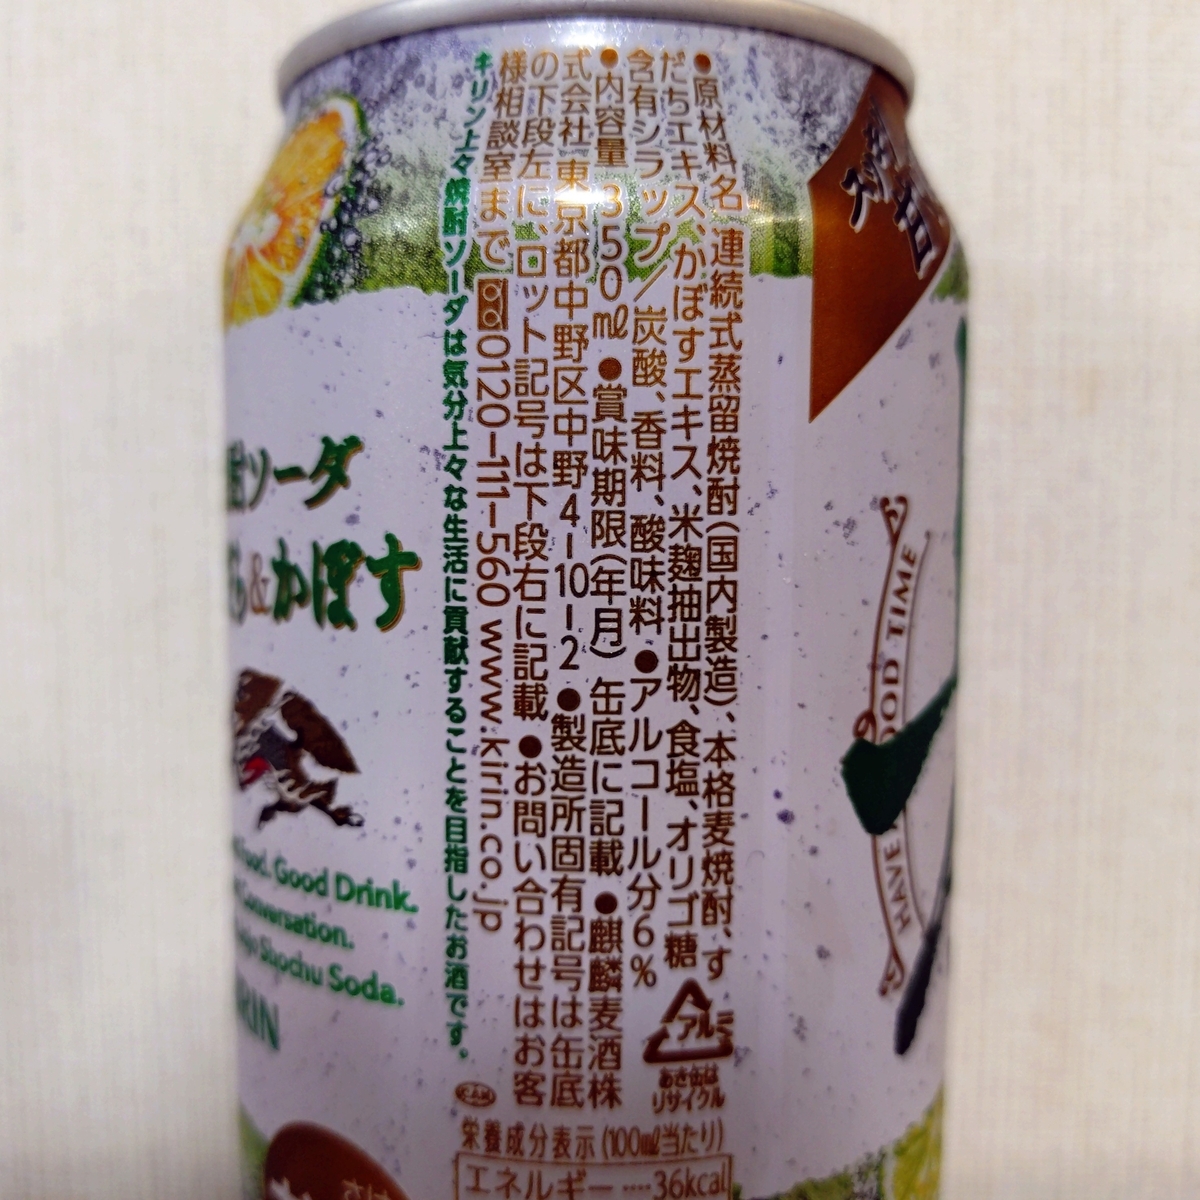 ●原材料名 連続式蒸留焼酎(国内製造)、本格麦焼酎、す
だちエキス、かぼすエキス、米麹抽出物、食塩、オリゴ糖
含有シラップ/炭酸、香料、酸味料 ●アルコール分6%
●内容量 350㎖ ●賞味期限(年月) 缶底に記載 ●麒麟麦酒株
式会社 東京都中野区中野4-10-2 ●製造所固有記号は缶底
の下段左に、ロット記号は下段右に記載 ●お問い合わせはお客
様相談室まで 0120-111-560 www.kirin.co.jp
キリン上々焼酎ソーダは気分上々な生活に貢献することを目指したお酒です。
アルミ
あき缶は
リサイクル
栄養成分表示(100㎖当たり)
エネルギー……36kcal
ソーダ
&かぼす
Good Drink.
Conversation.
Shochu Soda.
HAVE
GOOD TIME